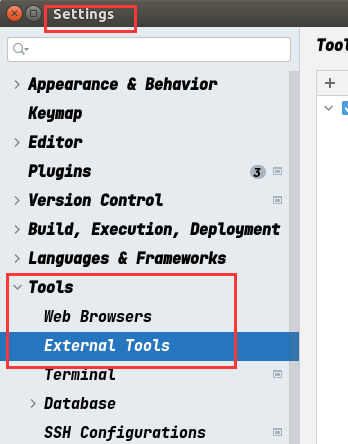 Settings
Tool
Appearance & Behavior
Keymap
Editor
Plugins 3
Version Control
Build, Execution, Deployment
Languages & Frameworks
Tools
Web Browsers
External Tools
Terminal
Database
SSH Configurations